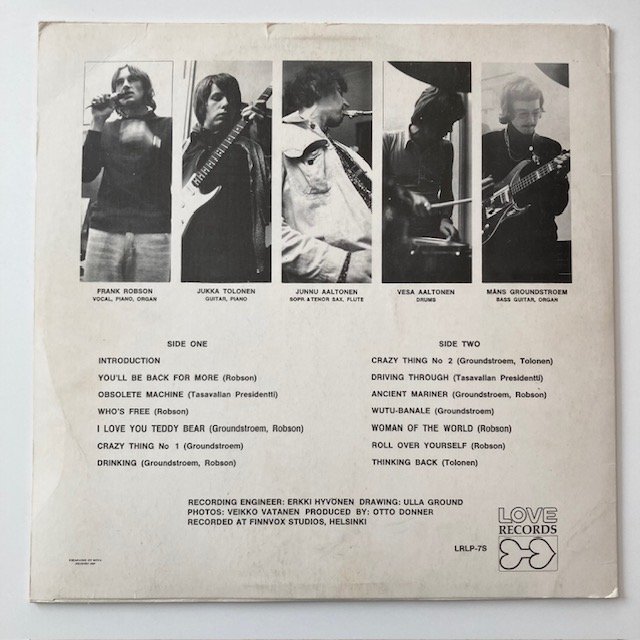 FRANK ROBSON
VOCAL, PIANO, ORGAN
JUKKA TOLONEN
GUITAR, PIANO
JUNNU AALTONEN
SOPR. & TENOR SAX, FLUTE
VESA AALTONEN
DRUMS
MÅNS GROUNDSTROEM
BASS GUITAR, ORGAN
SIDE ONE
INTRODUCTION
YOU'LL BE BACK FOR MORE (Robson)
OBSOLETE MACHINE (Tasavallan Presidentti)
WHO'S FREE (Robson)
I LOVE YOU TEDDY BEAR (Groundstroem, Robson)
CRAZY THING No 1 (Groundstroem)
DRINKING (Groundstroem, Robson)
SIDE TWO
CRAZY THING No 2 (Groundstroem, Tolonen)
DRIVING THROUGH (Tasavallan Presidentti)
ANCIENT MARINER (Groundstroem, Robson)
WUTU-BANALE (Groundstroem)
WOMAN OF THE WORLD (Robson)
ROLL OVER YOURSELF (Robson)
THINKING BACK (Tolonen)
RECORDING ENGINEER: ERKKI HYVÖNEN DRAWING: ULLA GROUND
PHOTOS: VEIKKO VATANEN PRODUCED BY: OTTO DONNER
RECORDED AT FINNVOX STUDIOS, HELSINKI
LOVE
RECORDS
LRLP-7S